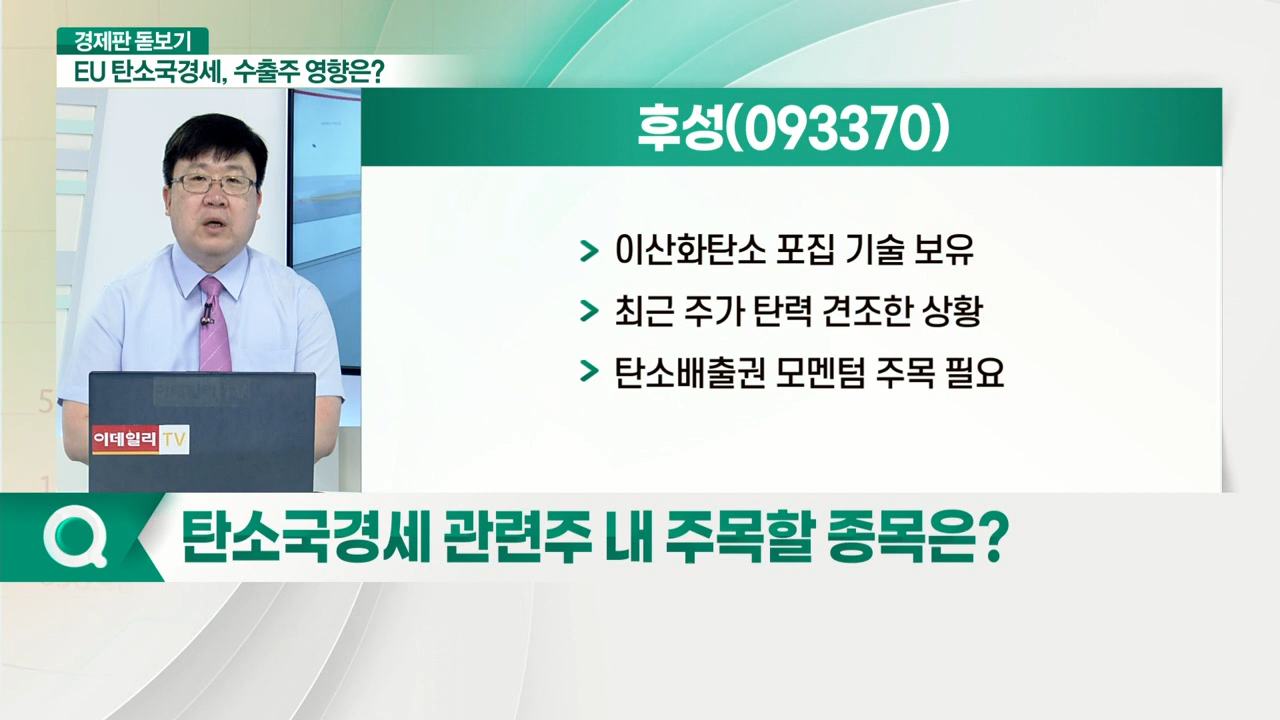 경제판 돋보기
EU 탄소국경세, 수출주 영향은?
후성(093370)
이산화탄소 포집 기술 보유
최근 주가 탄력 견조한 상황
탄소배출권 모멘텀 주목 필요
이데일리 TV
탄소국경세 관련주 내 주목할 종목은?